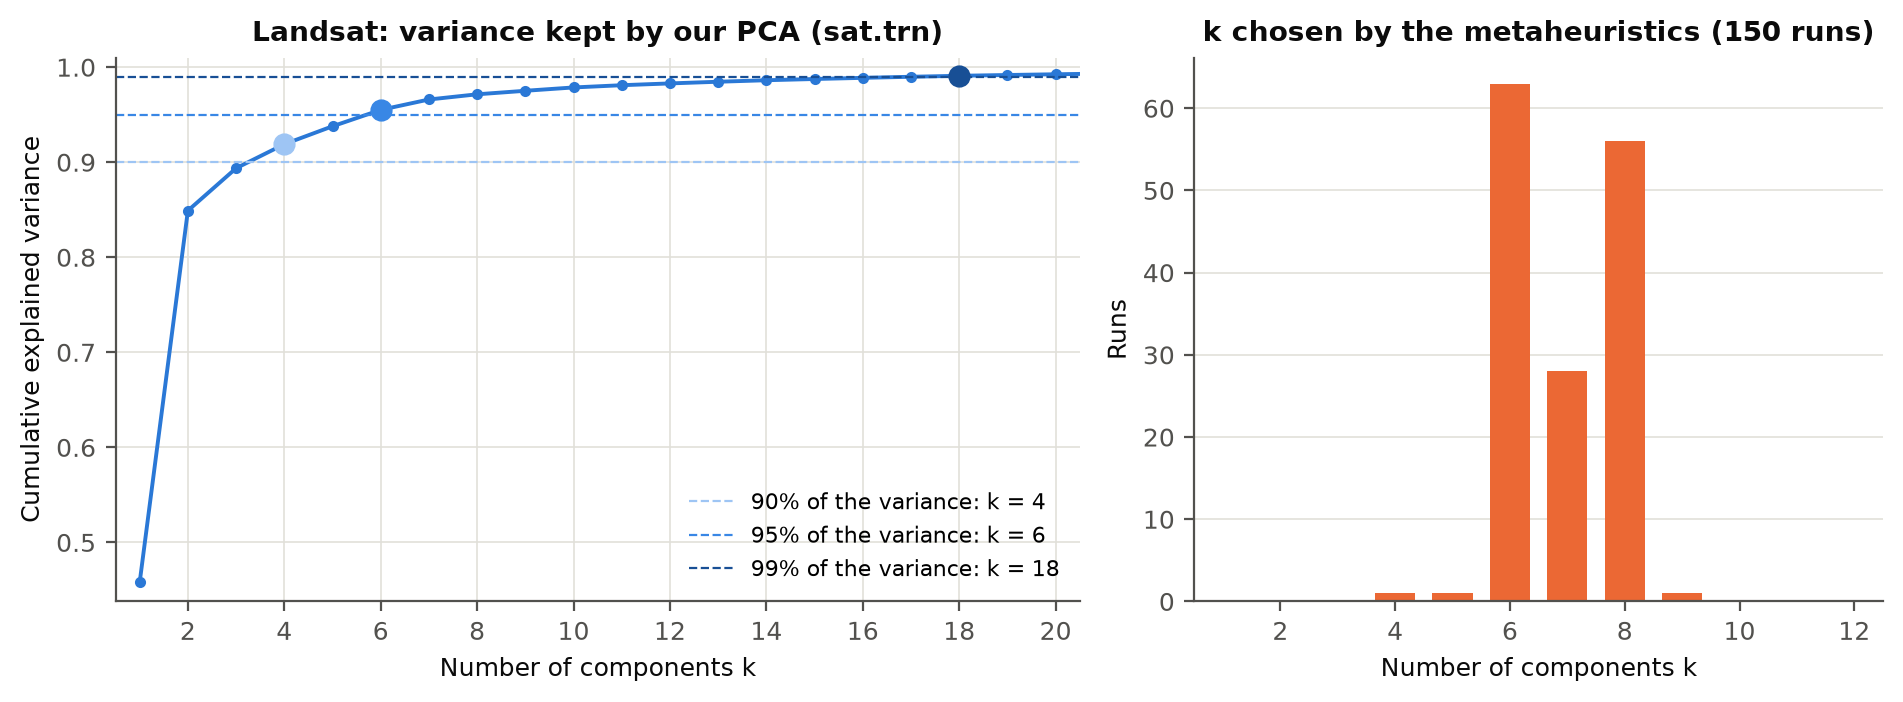 Landsat: variance kept by our PCA (sat.trn)
Cumulative explained variance
1.0
0.9
0.8
0.7
0.6
0.5
90% of the variance: k = 4
95% of the variance: k = 6
99% of the variance: k = 18
2 4 6 8 10 12 14 16 18 20
Number of components k
k chosen by the metaheuristics (150 runs)
Runs
60
50
40
30
20
10
0
2 4 6 8 10 12
Number of components k